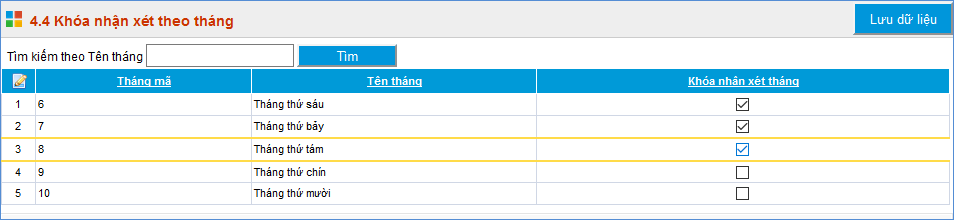 4.4 Khóa nhận xét theo tháng
Lưu dữ liệu
Tìm kiếm theo Tên tháng Tìm
Tháng mã Tên tháng Khóa nhân xét tháng
1 6 Tháng thứ sáu
2 7 Tháng thứ bảy
3 8 Tháng thứ tám
4 9 Tháng thứ chín
5 10 Tháng thứ mười